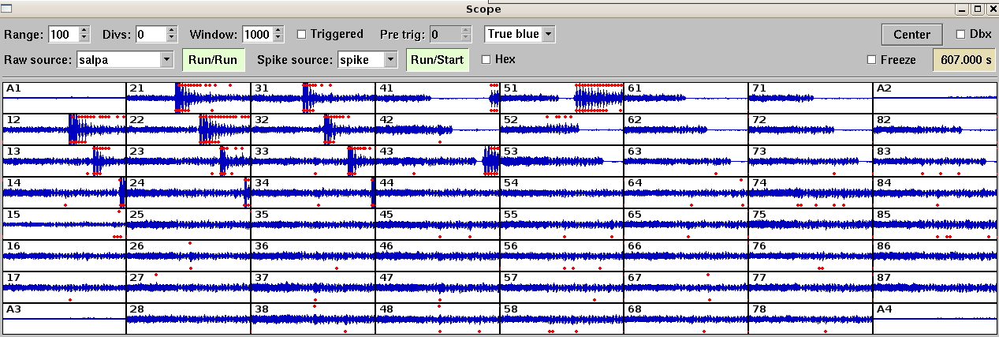 Scope
Range: 100 Divs: 0 Window: 1000 Triggered Pre trig: 0 True blue Center Dbx
Raw source: salpa Run/Run Spike source: spike Run/Start Hex Freeze 607.000 s
A1 21 31 41 51 61 71 A2
12 22 32 42 52 62 72 82
13 23 33 43 53 63 73 83
14 24 34 44 54 64 74 84
15 25 35 45 55 65 75 85
16 26 36 46 56 66 76 86
17 27 37 47 57 67 77 87
A3 28 38 48 58 68 78 A4